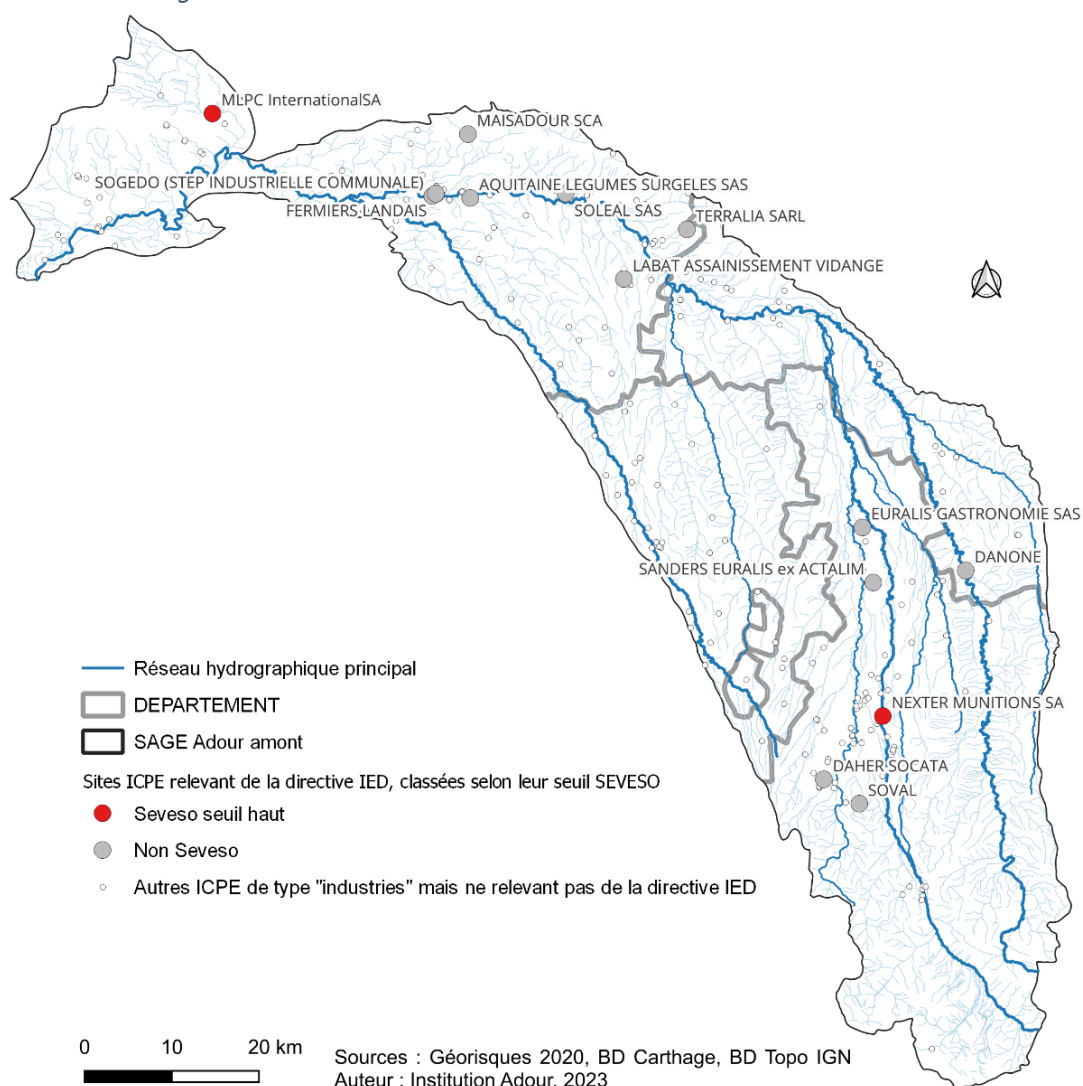 MLPC InternationalSA
MAISADOUR SCA
SOGEDO (STEP INDUSTRIELLE COMMUNALE)
AQUITAINE LEGUMES SURGELES SAS
FERMIERS LANDAIS
SOLEAL SAS
TERRALIA SARL
LABAT ASSAINISSEMENT VIDANGE
EURALIS GASTRONOMIE SAS
DANONE
SANDERS EURALIS ex ACTALIM
NEXTER MUNITIONS SA
DAHER SOCATA
SOVAL
Réseau hydrographique principal
DEPARTEMENT
SAGE Adour amont
Sites ICPE relevant de la directive IED, classées selon leur seuil SEVESO
Seveso seuil haut
Non Seveso
Autres ICPE de type "industries" mais ne relevant pas de la directive IED
0 10 20 km
Sources : Géorisques 2020, BD Carthage, BD Topo IGN
Auteur : Institution Adour, 2023